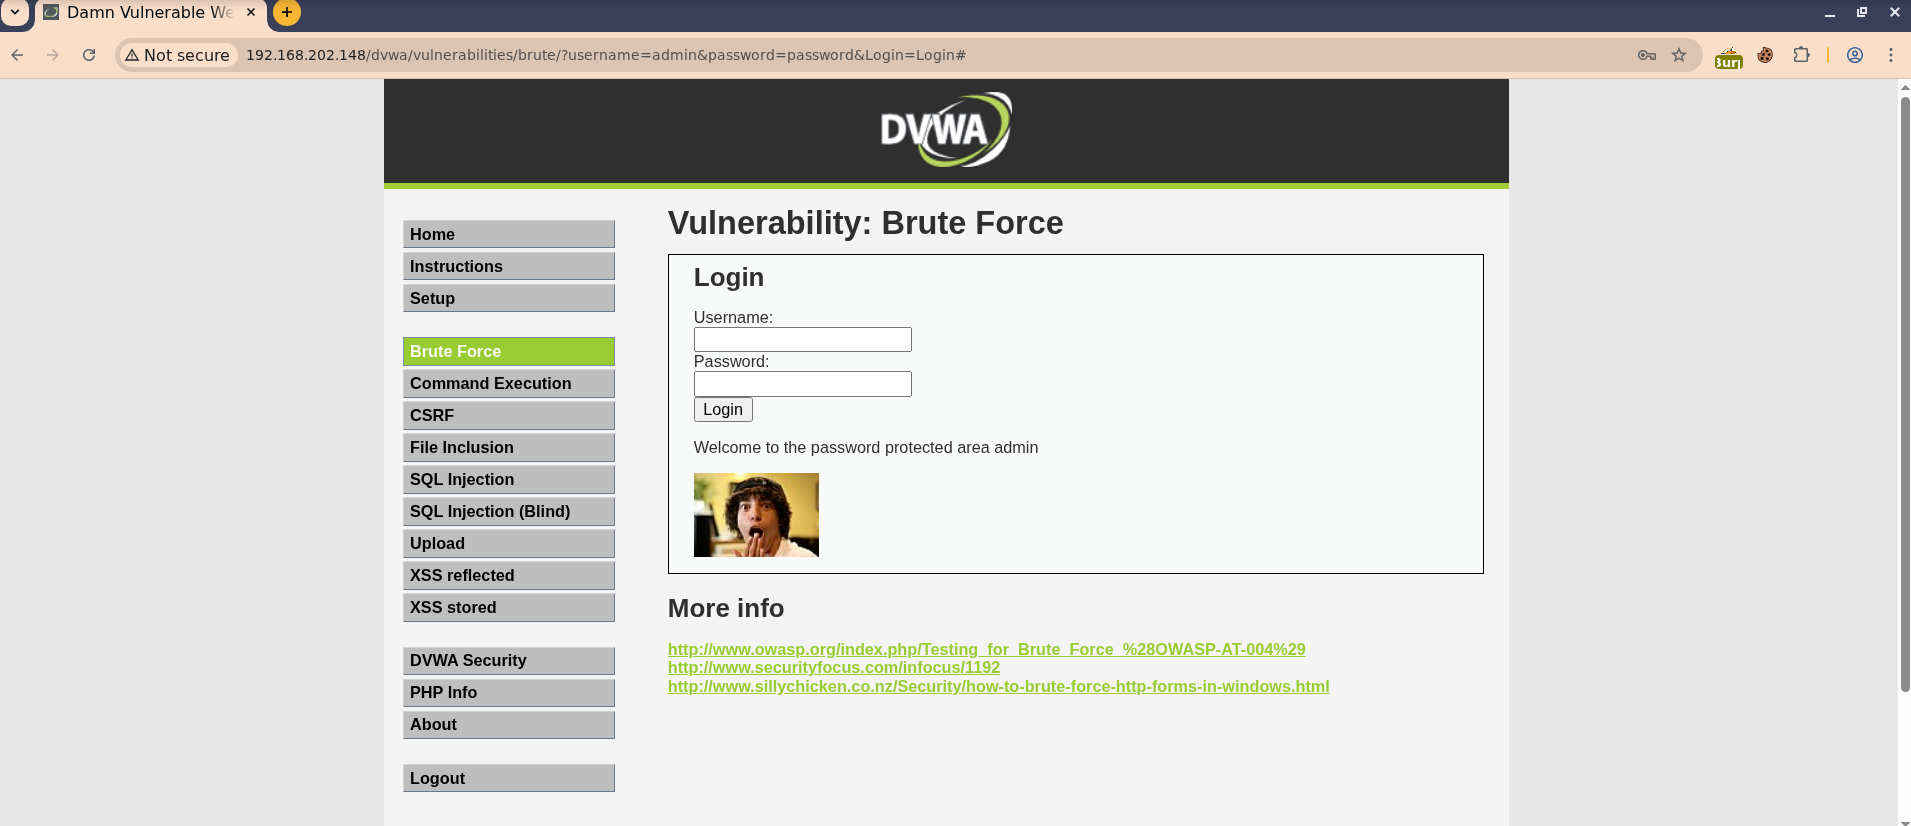 Damn Vulnerable We
Not secure
192.168.202.148/dvwa/vulnerabilities/brute/?username=admin&password=password&Login=Login#
DVWA
Home
Instructions
Setup
Brute Force
Command Execution
CSRF
File Inclusion
SQL Injection
SQL Injection (Blind)
Upload
XSS reflected
XSS stored
DVWA Security
PHP Info
About
Logout
Vulnerability: Brute Force
Login
Username:
Password:
Login
Welcome to the password protected area admin
More info
http://www.owasp.org/index.php/Testing_for_Brute_Force_%28OWASP-AT-004%29
http://www.securityfocus.com/infocus/1192
http://www.sillychicken.co.nz/Security/how-to-brute-force-http-forms-in-windows.html